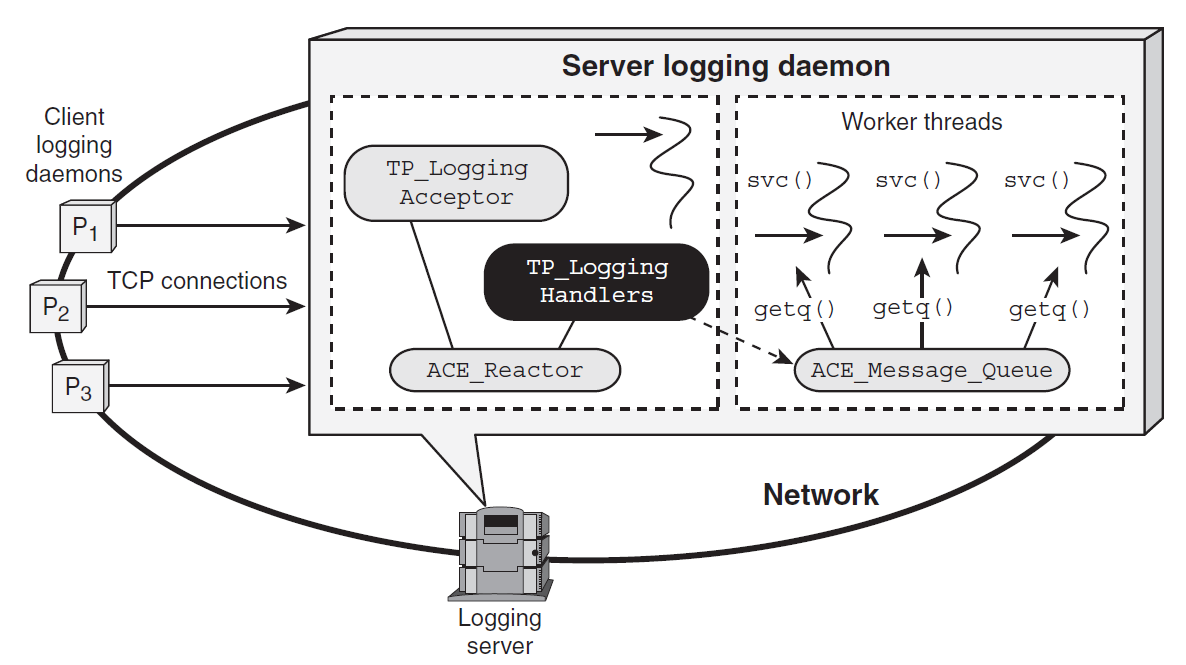 Server logging daemon
Client
logging
daemons
Worker threads
TP_Logging
Acceptor
svc()
svc()
svc()
P1
TP_Logging
Handlers
TCP connections
P2
getq()
getq()
getq()
ACE_Reactor
ACE_Message_Queue
P3
Network
Logging
server